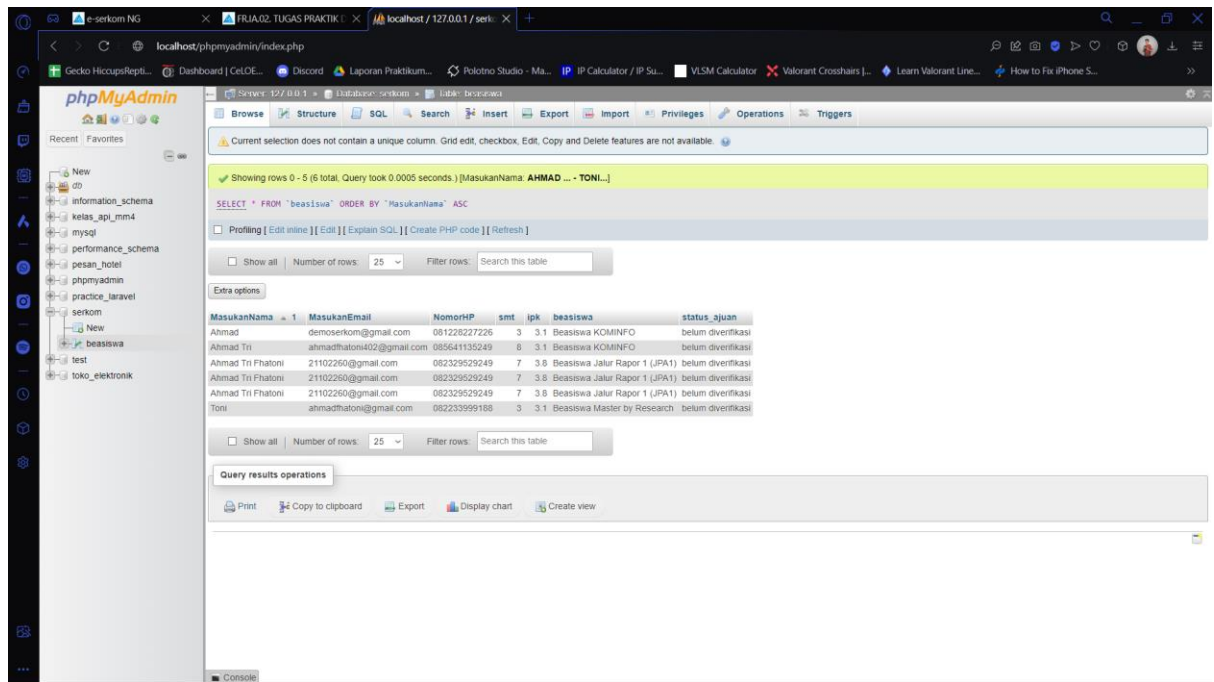 e-serkom NG
FR.IA.02. TUGAS PRAKTIK D
localhost / 127.0.0.1 / serko
localhost/phpmyadmin/index.php
Gecko HiccupsRepti... Dashboard | CeLOE... Discord Laporan Praktikum... Polotno Studio - Ma... IP IP Calculator / IP Su... VLSM Calculator Valorant Crosshairs |... Learn Valorant Line... How to Fix iPhone S...
phpMyAdmin
Recent Favorites
New
db
information_schema
kelas_api_mm4
mysql
performance_schema
pesan_hotel
phpmyadmin
practice_laravel
serkom
New
beasiswa
test
toko_elektronik
Server: 127.0.0.1 » Database: serkom » Table: beasiswa
Browse Structure SQL Search Insert Export Import Privileges Operations Triggers
Current selection does not contain a unique column. Grid edit, checkbox, Edit, Copy and Delete features are not available.
Showing rows 0 - 5 (6 total, Query took 0.0005 seconds.) [MasukanNama: AHMAD ... - TONI...]
SELECT * FROM `beasiswa` ORDER BY `MasukanNama` ASC
Profiling [ Edit inline ] [ Edit ] [ Explain SQL ] [ Create PHP code ] [ Refresh ]
Show all | Number of rows: 25 Filter rows: Search this table
Extra options
MasukanNama 1 MasukanEmail NomorHP smt ipk beasiswa status_ajuan
Ahmad demoserkom@gmail.com 081228227226 3 3.1 Beasiswa KOMINFO belum diverifikasi
Ahmad Tri ahmadfhatoni402@gmail.com 085641135249 8 3.1 Beasiswa KOMINFO belum diverifikasi
Ahmad Tri Fhatoni 21102260@gmail.com 082329529249 7 3.8 Beasiswa Jalur Rapor 1 (JPA1) belum diverifikasi
Ahmad Tri Fhatoni 21102260@gmail.com 082329529249 7 3.8 Beasiswa Jalur Rapor 1 (JPA1) belum diverifikasi
Ahmad Tri Fhatoni 21102260@gmail.com 082329529249 7 3.8 Beasiswa Jalur Rapor 1 (JPA1) belum diverifikasi
Toni ahmadfhatoni@gmail.com 082233999188 3 3.1 Beasiswa Master by Research belum diverifikasi
Show all | Number of rows: 25 Filter rows: Search this table
Query results operations
Print Copy to clipboard Export Display chart Create view
Console